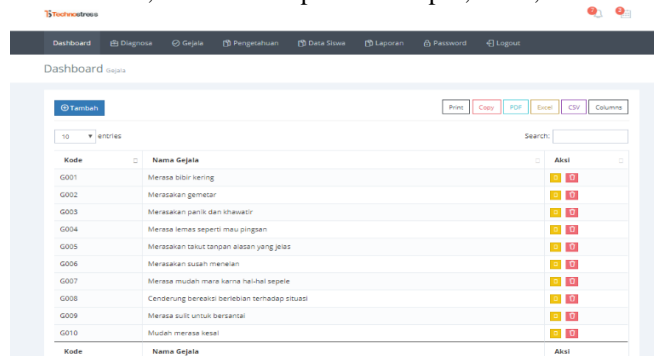 Technostress
Dashboard Diagnosa Gejala Pengetahuan Data Siswa Laporan Password Logout
Dashboard Gejala
Tambah Print Copy PDF Excel CSV Columns
10 entries Search:
Kode Nama Gejala Aksi
G001 Merasa bibir kering
G002 Merasakan gemetar
G003 Merasakan panik dan khawatir
G004 Merasa lemas seperti mau pingsan
G005 Merasakan takut tanpan alasan yang jelas
G006 Merasakan susah menelan
G007 Merasa mudah mara karna hal-hal sepele
G008 Cenderung bereaksi berlebian terhadap situasi
G009 Merasa sulit untuk bersantai
G010 Mudah merasa kesal
Kode Nama Gejala Aksi